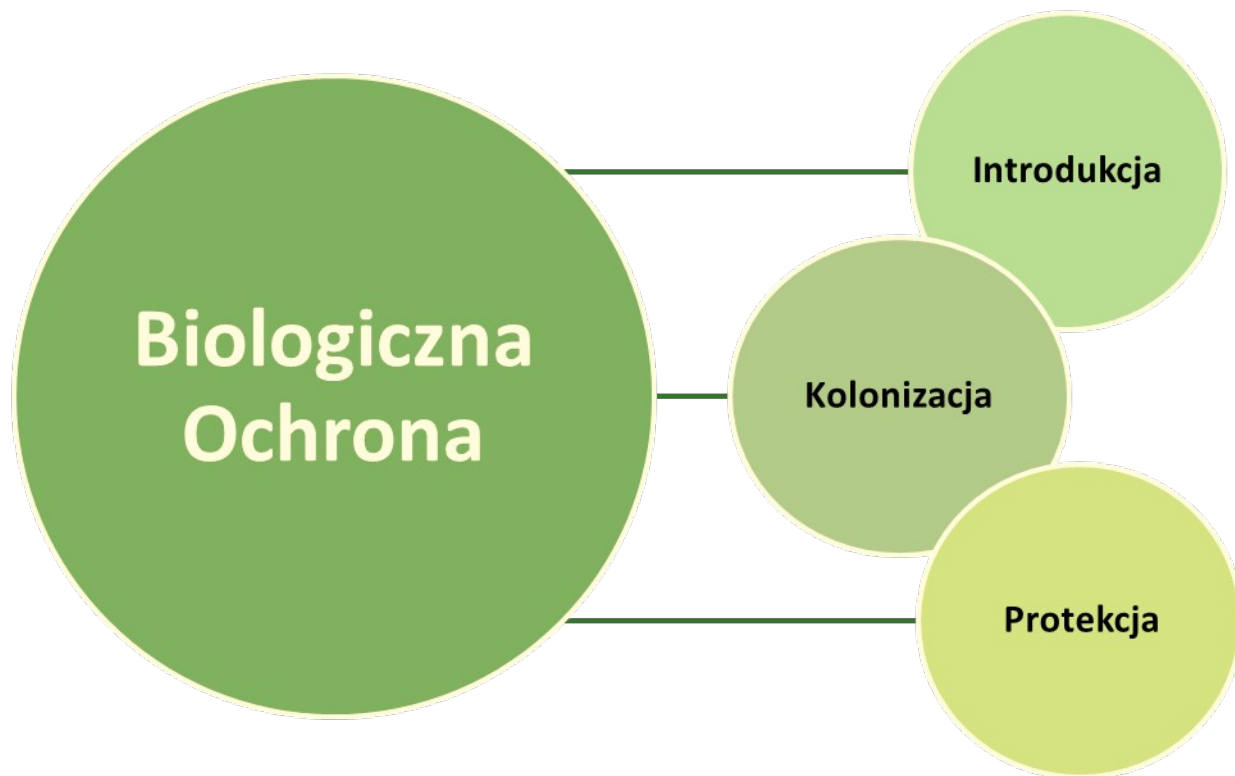 Biologiczna
Ochrona
Introdukcja
Kolonizacja
Protekcja